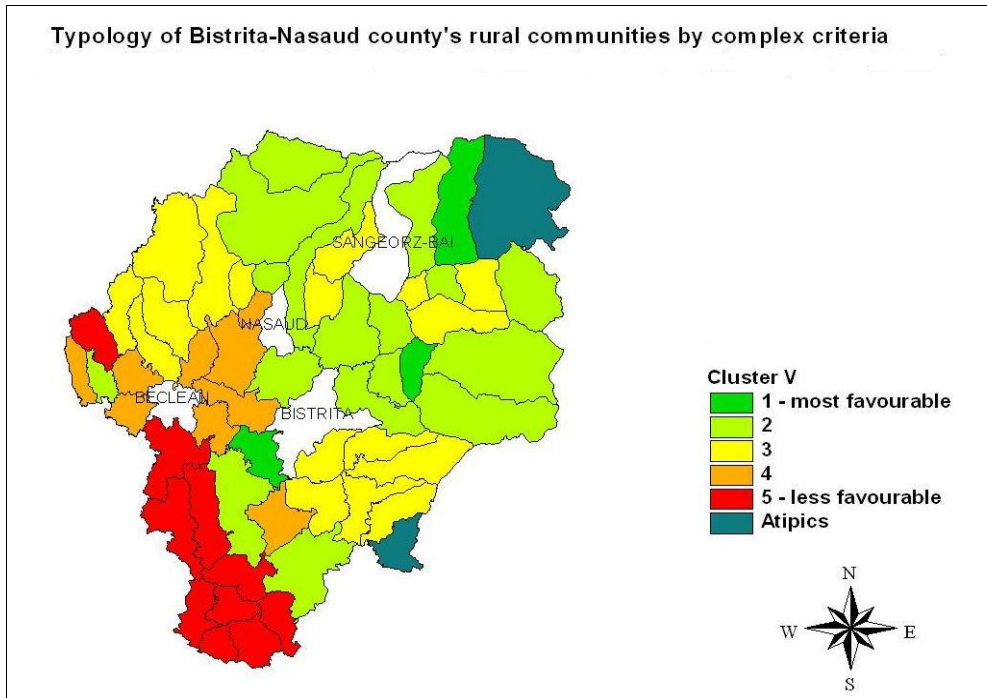 Typology of Bistrita-Nasaud county's rural communities by complex criteria
SANGEORZ-BAI
NASAUD
BECLEAN
BISTRITA
Cluster V
1 - most favourable
2
3
4
5 - less favourable
Atipics
N
W
E
S